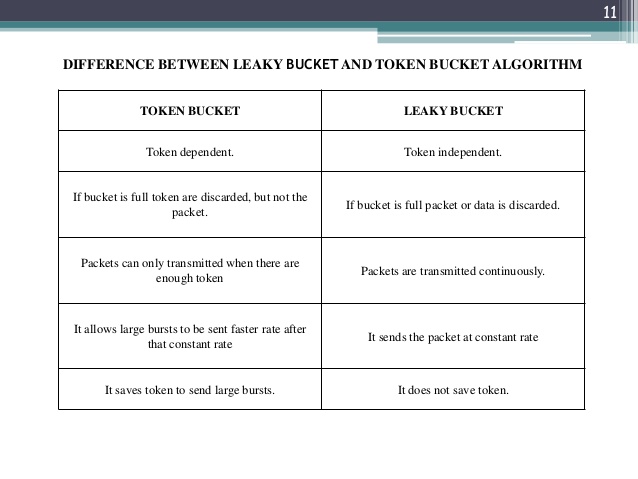 11
DIFFERENCE BETWEEN LEAKY BUCKET AND TOKEN BUCKET ALGORITHM
TOKEN BUCKET
LEAKY BUCKET
Token dependent.
Token independent.
If bucket is full token are discarded, but not the
packet.
If bucket is full packet or data is discarded.
Packets can only transmitted when there are
enough token
Packets are transmitted continuously.
It allows large bursts to be sent faster rate after
that constant rate
It sends the packet at constant rate
It saves token to send large bursts.
It does not save token.